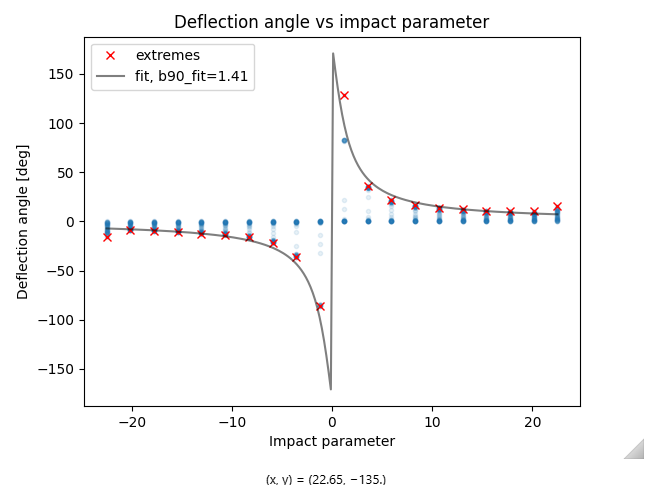 Deflection angle vs impact parameter
extremes
fit, b90_fit=1.41
Deflection angle [deg]
150
100
50
0
−50
−100
−150
−20
−10
0
10
20
Impact parameter
(x, y) = (22.65, −135.)